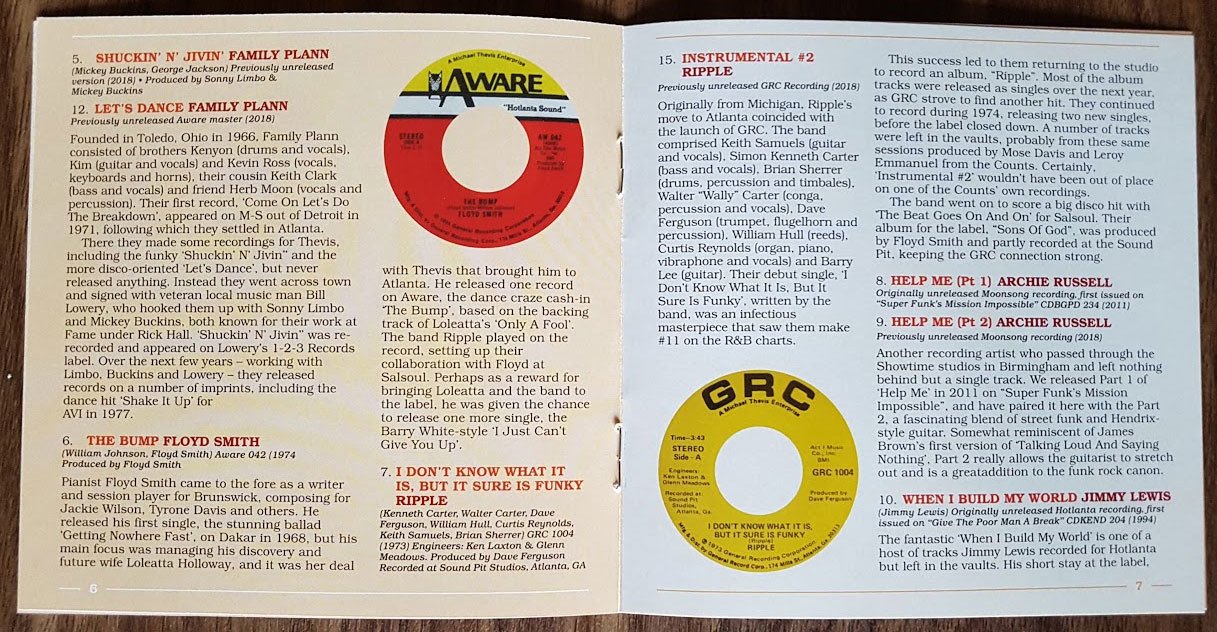 5. SHUCKIN' N' JIVIN' FAMILY PLANN
(Mickey Buckins, George Jackson) Previously unreleased
version (2018) • Produced by Sonny Limbo &
Mickey Buckins
12. LET'S DANCE FAMILY PLANN
Previously unreleased Aware master (2018)
Founded in Toledo, Ohio in 1966, Family Plann
consisted of brothers Kenyon (drums and vocals),
Kim (guitar and vocals) and Kevin Ross (vocals,
keyboards and horns), their cousin Keith Clark
(bass and vocals) and friend Herb Moon (vocals and
percussion). Their first record, 'Come On Let's Do
The Breakdown', appeared on M-S out of Detroit in
1971, following which they settled in Atlanta.
There they made some recordings for Thevis,
including the funky 'Shuckin' N' Jivin'' and the
more disco-oriented 'Let's Dance', but never
released anything. Instead they went across town
and signed with veteran local music man Bill
Lowery, who hooked them up with Sonny Limbo
and Mickey Buckins, both known for their work at
Fame under Rick Hall. 'Shuckin' N' Jivin'' was re-
recorded and appeared on Lowery's 1-2-3 Records
label. Over the next few years – working with
Limbo, Buckins and Lowery – they released
records on a number of imprints, including the
dance hit 'Shake It Up' for
AVI in 1977.
6. THE BUMP FLOYD SMITH
(William Johnson, Floyd Smith) Aware 042 (1974
Produced by Floyd Smith
Pianist Floyd Smith came to the fore as a writer
and session player for Brunswick, composing for
Jackie Wilson, Tyrone Davis and others. He
released his first single, the stunning ballad
'Getting Nowhere Fast', on Dakar in 1968, but his
main focus was managing his discovery and
future wife Loleatta Holloway, and it was her deal
6
A Michael Thevis Enterprise
AWARE
"Hotlanta Sound"
STEREO
SIDE A
AW 042
THE BUMP
FLOYD SMITH
with Thevis that brought him to
Atlanta. He released one record
on Aware, the dance craze cash-in
'The Bump', based on the backing
track of Loleatta's 'Only A Fool'.
The band Ripple played on the
record, setting up their
collaboration with Floyd at
Salsoul. Perhaps as a reward for
bringing Loleatta and the band to
the label, he was given the chance
to release one more single, the
Barry White-style 'I Just Can't
Give You Up'.
7. I DON'T KNOW WHAT IT
IS, BUT IT SURE IS FUNKY
RIPPLE
(Kenneth Carter, Walter Carter, Dave
Ferguson, William Hull, Curtis Reynolds,
Keith Samuels, Brian Sherrer) GRC 1004
(1973) Engineers: Ken Laxton & Glenn
Meadows. Produced by Dave Ferguson
Recorded at Sound Pit Studios, Atlanta, GA
15. INSTRUMENTAL #2
RIPPLE
Previously unreleased GRC Recording (2018)
Originally from Michigan, Ripple's
move to Atlanta coincided with
the launch of GRC. The band
comprised Keith Samuels (guitar
and vocals), Simon Kenneth Carter
(bass and vocals), Brian Sherrer
(drums, percussion and timbales),
Walter "Wally" Carter (conga,
percussion and vocals), Dave
Ferguson (trumpet, flugelhorn and
percussion), William Hull (reeds),
Curtis Reynolds (organ, piano,
vibraphone and vocals) and Barry
Lee (guitar). Their debut single, 'I
Don't Know What It Is, But It
Sure Is Funky', written by the
band, was an infectious
masterpiece that saw them make
#11 on the R&B charts.
GRC
A Michael Thevis Enterprise
Time-3:43
STEREO
Side - A
Engineers:
Ken Laxton &
Glenn Meadows
Recorded at
Sound Pit
Studios,
Atlanta, Ga.
Act I Music
Co., Inc.
BMI
GRC 1004
Produced by
Dave Ferguson
I DON'T KNOW WHAT IT IS,
BUT IT SURE IS FUNKY
(Ripple)
RIPPLE
This success led to them returning to the studio
to record an album, "Ripple". Most of the album
tracks were released as singles over the next year,
as GRC strove to find another hit. They continued
to record during 1974, releasing two new singles,
before the label closed down. A number of tracks
were left in the vaults, probably from these same
sessions produced by Mose Davis and Leroy
Emmanuel from the Counts. Certainly,
'Instrumental #2' wouldn't have been out of place
on one of the Counts' own recordings.
The band went on to score a big disco hit with
'The Beat Goes On And On' for Salsoul. Their
album for the label, "Sons Of God", was produced
by Floyd Smith and partly recorded at the Sound
Pit, keeping the GRC connection strong.
8. HELP ME (Pt 1) ARCHIE RUSSELL
Originally unreleased Moonsong recording, first issued on
"Super Funk's Mission Impossible" CDBGPD 234 (2011)
9. HELP ME (Pt 2) ARCHIE RUSSELL
Previously unreleased Moonsong recording (2018)
Another recording artist who passed through the
Showtime studios in Birmingham and left nothing
behind but a single track. We released Part 1 of
'Help Me' in 2011 on "Super Funk's Mission
Impossible", and have paired it here with the Part
2, a fascinating blend of street funk and Hendrix-
style guitar. Somewhat reminiscent of James
Brown's first version of 'Talking Loud And Saying
Nothing', Part 2 really allows the guitarist to stretch
out and is a greataddition to the funk rock canon.
10. WHEN I BUILD MY WORLD JIMMY LEWIS
(Jimmy Lewis) Originally unreleased Hotlanta recording, first
issued on "Give The Poor Man A Break" CDKEND 204 (1994)
The fantastic 'When I Build My World' is one of a
host of tracks Jimmy Lewis recorded for Hotlanta
but left in the vaults. His short stay at the label,
7